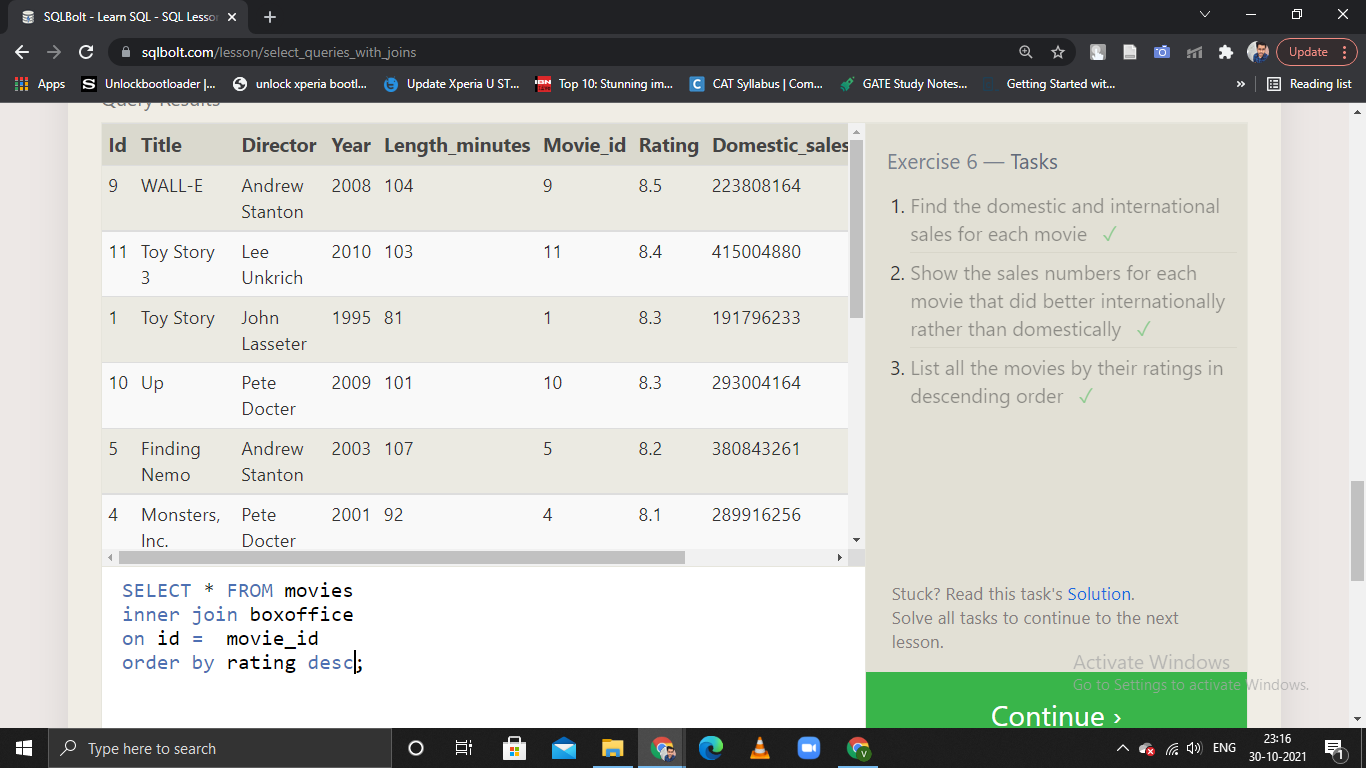 SQLBolt - Learn SQL - SQL Lesson
sqlbolt.com/lesson/select_queries_with_joins
Update
Apps
Unlockbootloader |...
unlock xperia bootl...
Update Xperia U ST...
Top 10: Stunning im...
CAT Syllabus | Com...
GATE Study Notes...
Getting Started wit...
»
Reading list
Query Results
Id Title Director Year Length_minutes Movie_id Rating Domestic_sales
9 WALL-E Andrew Stanton 2008 104 9 8.5 223808164
11 Toy Story 3 Lee Unkrich 2010 103 11 8.4 415004880
1 Toy Story John Lasseter 1995 81 1 8.3 191796233
10 Up Pete Docter 2009 101 10 8.3 293004164
5 Finding Nemo Andrew Stanton 2003 107 5 8.2 380843261
4 Monsters, Inc. Pete Docter 2001 92 4 8.1 289916256
SELECT * FROM movies
inner join boxoffice
on id =  movie_id
order by rating desc;
Exercise 6 — Tasks
1. Find the domestic and international
sales for each movie ✓
2. Show the sales numbers for each
movie that did better internationally
rather than domestically ✓
3. List all the movies by their ratings in
descending order ✓
Stuck? Read this task's Solution.
Solve all tasks to continue to the next
lesson.
Activate Windows
Go to Settings to activate Windows.
Continue ›
Type here to search
ENG
23:16
30-10-2021
1